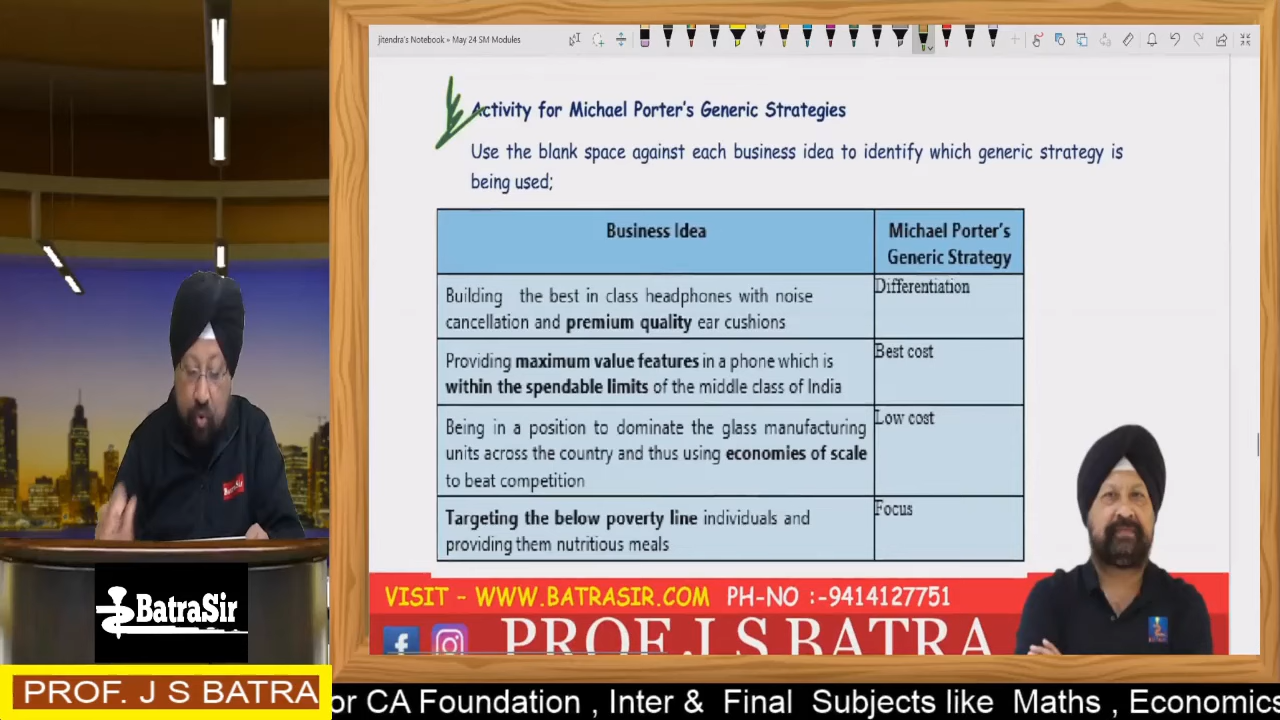 jitendra's Notebook » May 24 SM Modules
Activity for Michael Porter's Generic Strategies
Use the blank space against each business idea to identify which generic strategy is
being used;
Business Idea
Michael Porter's
Generic Strategy
Building the best in class headphones with noise
cancellation and premium quality ear cushions
Differentiation
Providing maximum value features in a phone which is
within the spendable limits of the middle class of India
Best cost
Being in a position to dominate the glass manufacturing
units across the country and thus using economies of scale
to beat competition
Low cost
Targeting the below poverty line individuals and
providing them nutritious meals
Focus
VISIT - WWW.BATRASIR.COM PH-NO :-9414127751
PROF.J S BATRA
BatraSir
BatraSir
PROF. J S BATRA
or CA Foundation , Inter & Final Subjects like Maths , Economics